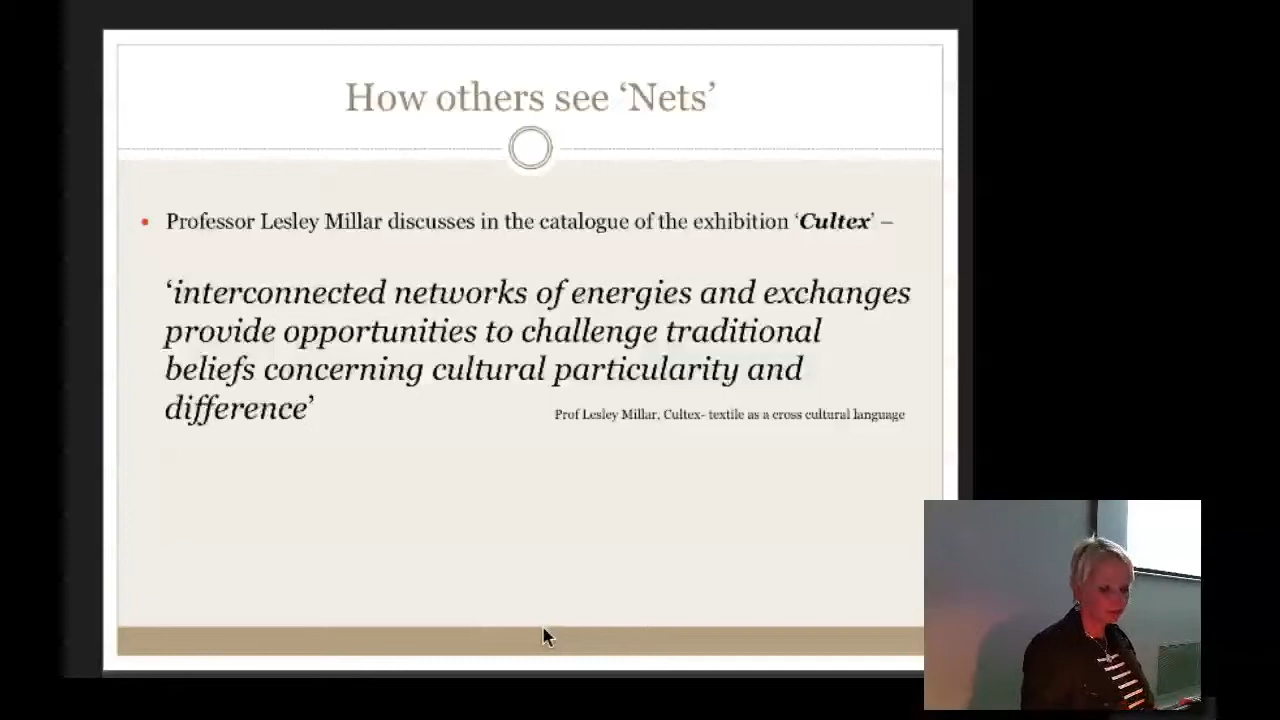 How others see ‘Nets’
• Professor Lesley Millar discusses in the catalogue of the exhibition ‘Cultex’ –
‘interconnected networks of energies and exchanges
provide opportunities to challenge traditional
beliefs concerning cultural particularity and
difference’
Prof Lesley Millar, Cultex- textile as a cross cultural language